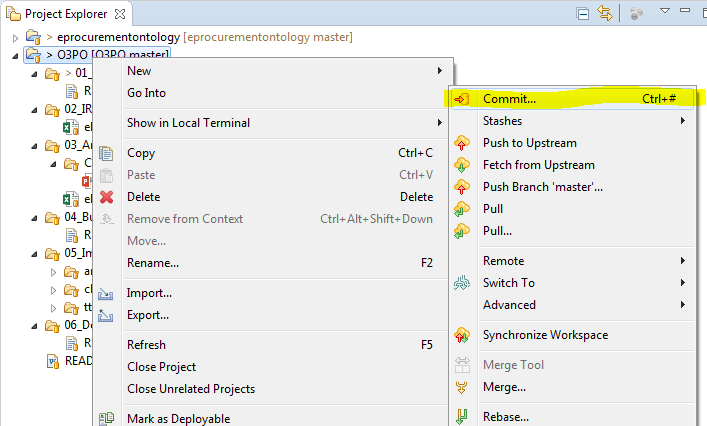 Project Explorer
> eprocurementontology [eprocurementontology master]
> O3PO [O3PO master]
> 01_
R
02_IR
el
03_An
C
el
04_Bu
R
05_Im
ar
cl
tt
06_De
R
READ
New
Go Into
Show in Local Terminal
Copy Ctrl+C
Paste Ctrl+V
Delete Delete
Remove from Context Ctrl+Alt+Shift+Down
Move...
Rename... F2
Import...
Export...
Refresh F5
Close Project
Close Unrelated Projects
Mark as Deployable
Commit... Ctrl+#
Stashes
Push to Upstream
Fetch from Upstream
Push Branch 'master'...
Pull
Pull...
Remote
Switch To
Advanced
Synchronize Workspace
Merge Tool
Merge...
Rebase...